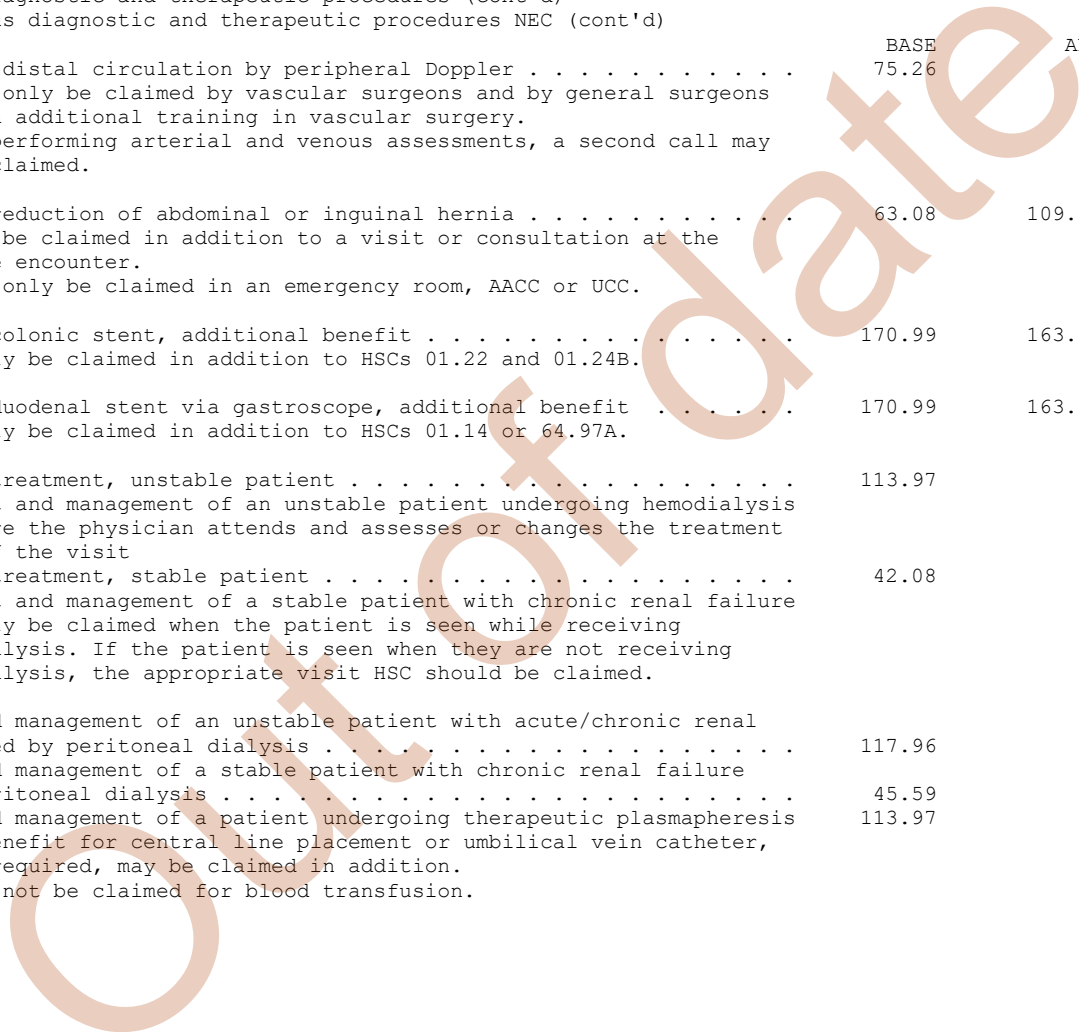 agnostic and therapeutic procedures (cont'd)
s diagnostic and therapeutic procedures NEC (cont'd)
BASE A
distal circulation by peripheral Doppler . . . . . . . . . . . 75.26
only be claimed by vascular surgeons and by general surgeons
additional training in vascular surgery.
performing arterial and venous assessments, a second call may
claimed.
reduction of abdominal or inguinal hernia . . . . . . . . . . . 63.08 109.
be claimed in addition to a visit or consultation at the
encounter.
only be claimed in an emergency room, AACC or UCC.
colonic stent, additional benefit . . . . . . . . . . . . . . . 170.99 163.
y be claimed in addition to HSCs 01.22 and 01.24B.
duodenal stent via gastroscope, additional benefit . . . . . . 170.99 163.
y be claimed in addition to HSCs 01.14 or 64.97A.
treatment, unstable patient . . . . . . . . . . . . . . . . . . 113.97
and management of an unstable patient undergoing hemodialysis
re the physician attends and assesses or changes the treatment
the visit
treatment, stable patient . . . . . . . . . . . . . . . . . . . 42.08
and management of a stable patient with chronic renal failure
y be claimed when the patient is seen while receiving
lysis. If the patient is seen when they are not receiving
lysis, the appropriate visit HSC should be claimed.
d management of an unstable patient with acute/chronic renal
ed by peritoneal dialysis . . . . . . . . . . . . . . . . . . . 117.96
d management of a stable patient with chronic renal failure
ritoneal dialysis . . . . . . . . . . . . . . . . . . . . . . . 45.59
d management of a patient undergoing therapeutic plasmapheresis 113.97
enefit for central line placement or umbilical vein catheter,
required, may be claimed in addition.
not be claimed for blood transfusion.
Out of date